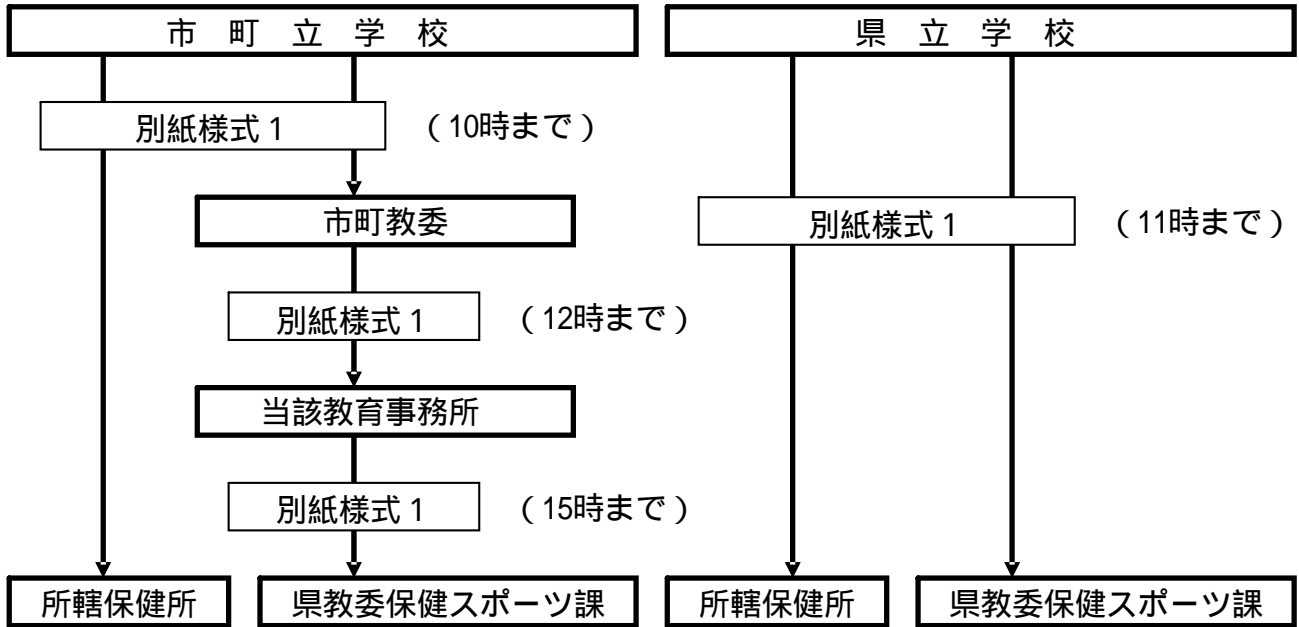 市　町　立　学　校
別紙様式１
（10時まで）
市町教委
別紙様式１
（12時まで）
当該教育事務所
別紙様式１
（15時まで）
所轄保健所
県教委保健スポーツ課
県　立　学　校
別紙様式１
（11時まで）
所轄保健所
県教委保健スポーツ課